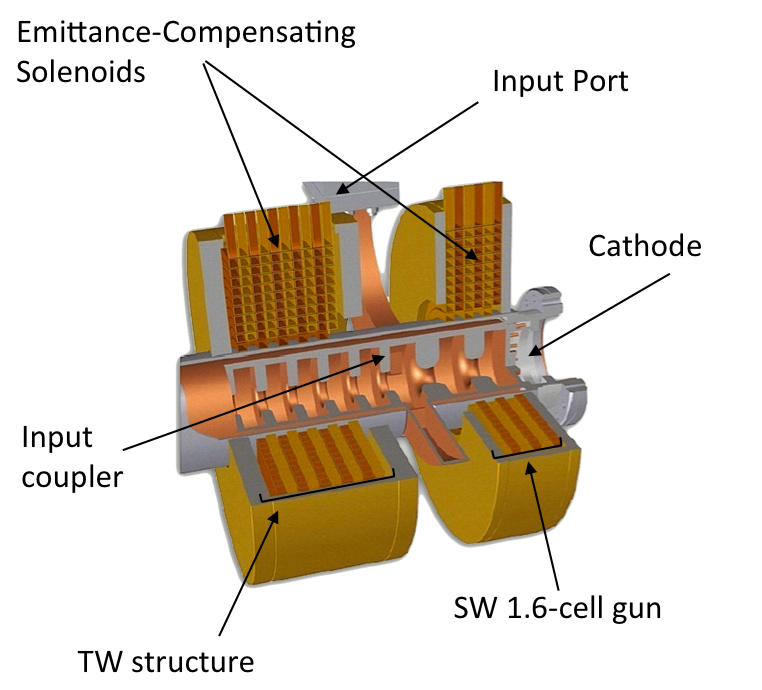 Emittance-Compensating
Solenoids
Input Port
Cathode
Input
coupler
SW 1.6-cell gun
TW structure